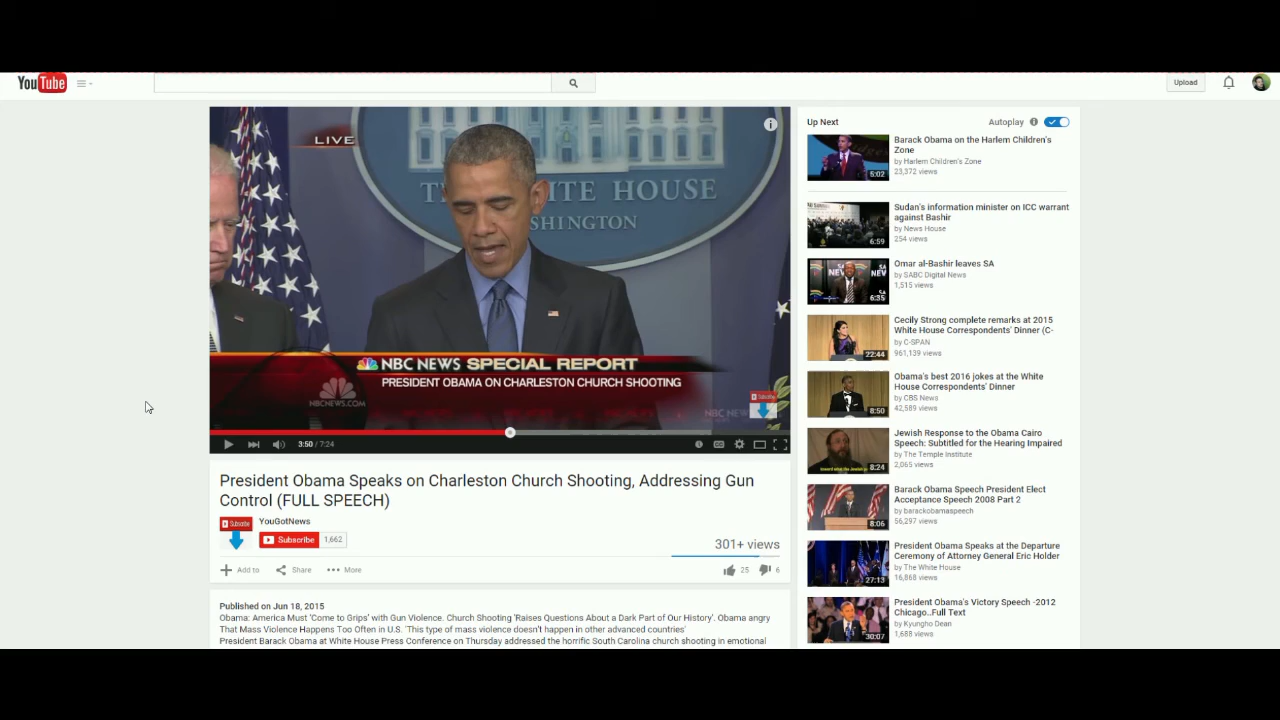 YouTube
Upload
LIVE
THE WHITE HOUSE
WASHINGTON
NBC NEWS SPECIAL REPORT
PRESIDENT OBAMA ON CHARLESTON CHURCH SHOOTING
NBCNEWS.COM
NBC NEWS
Subscribe
3:50 / 7:24
President Obama Speaks on Charleston Church Shooting, Addressing Gun
Control (FULL SPEECH)
Subscribe
YouGotNews
Subscribe 1,662
301+ views
Add to Share More 25 6
Published on Jun 18, 2015
Obama: America Must 'Come to Grips' with Gun Violence. Church Shooting 'Raises Questions About a Dark Part of Our History'. Obama angry
That Mass Violence Happens Too Often in U.S. 'This type of mass violence doesn't happen in other advanced countries'
President Barack Obama at White House Press Conference on Thursday addressed the horrific South Carolina church shooting in emotional
Up Next Autoplay
Barack Obama on the Harlem Children's
Zone
by Harlem Children's Zone
23,372 views
5:02
Sudan's information minister on ICC warrant
against Bashir
by News House
254 views
6:59
Omar al-Bashir leaves SA
by SABC Digital News
1,515 views
6:35
Cecily Strong complete remarks at 2015
White House Correspondents' Dinner (C-
by C-SPAN
961,139 views
22:44
Obama's best 2016 jokes at the White
House Correspondents' Dinner
by CBS News
42,589 views
8:50
Jewish Response to the Obama Cairo
Speech: Subtitled for the Hearing Impaired
by The Temple Institute
2,065 views
8:24
Barack Obama Speech President Elect
Acceptance Speech 2008 Part 2
by barackobamaspeech
56,297 views
8:06
President Obama Speaks at the Departure
Ceremony of Attorney General Eric Holder
by The White House
16,868 views
27:13
President Obama's Victory Speech -2012
Chicago..Full Text
by Kyungho Dean
1,688 views
30:07